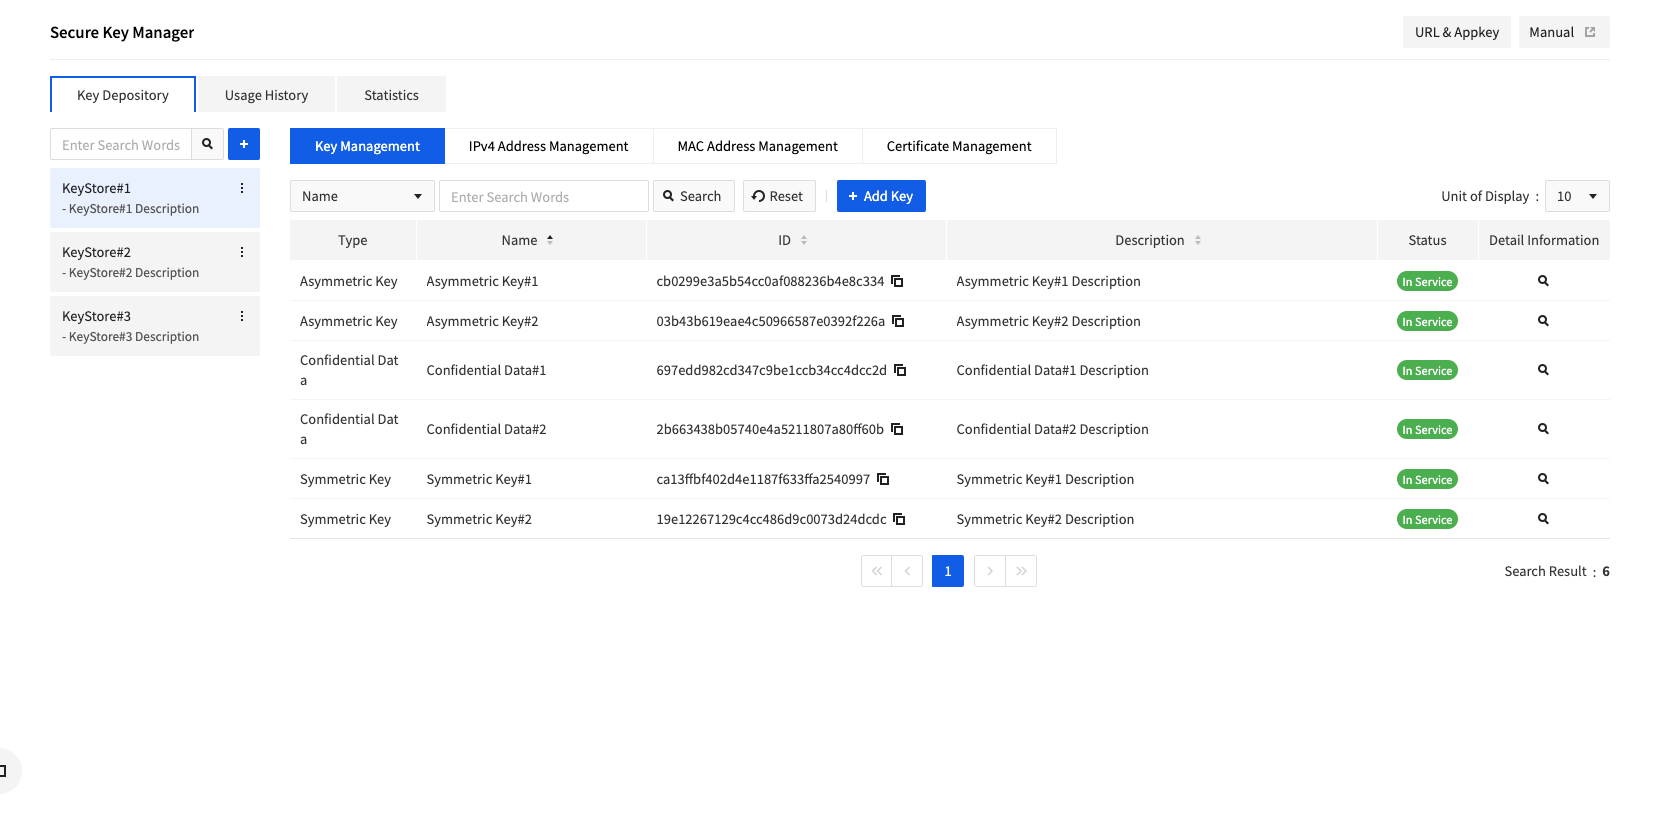 Secure Key Manager
URL & Appkey
Manual
Key Depository
Usage History
Statistics
Enter Search Words
+
KeyStore#1
- KeyStore#1 Description
KeyStore#2
- KeyStore#2 Description
KeyStore#3
- KeyStore#3 Description
Key Management
IPv4 Address Management
MAC Address Management
Certificate Management
Name
Enter Search Words
Search
Reset
+ Add Key
Unit of Display : 10
Type Name ID Description Status Detail Information
Asymmetric Key Asymmetric Key#1 cb0299e3a5b54cc0af088236b4e8c334 Asymmetric Key#1 Description In Service
Asymmetric Key Asymmetric Key#2 03b43b619eae4c50966587e0392f226a Asymmetric Key#2 Description In Service
Confidential Dat
a
Confidential Data#1 697edd982cd347c9be1ccb34cc4dcc2d Confidential Data#1 Description In Service
Confidential Dat
a
Confidential Data#2 2b663438b05740e4a5211807a80ff60b Confidential Data#2 Description In Service
Symmetric Key Symmetric Key#1 ca13ffbf402d4e1187f633ffa2540997 Symmetric Key#1 Description In Service
Symmetric Key Symmetric Key#2 19e12267129c4cc486d9c0073d24dcdc Symmetric Key#2 Description In Service
1
Search Result : 6